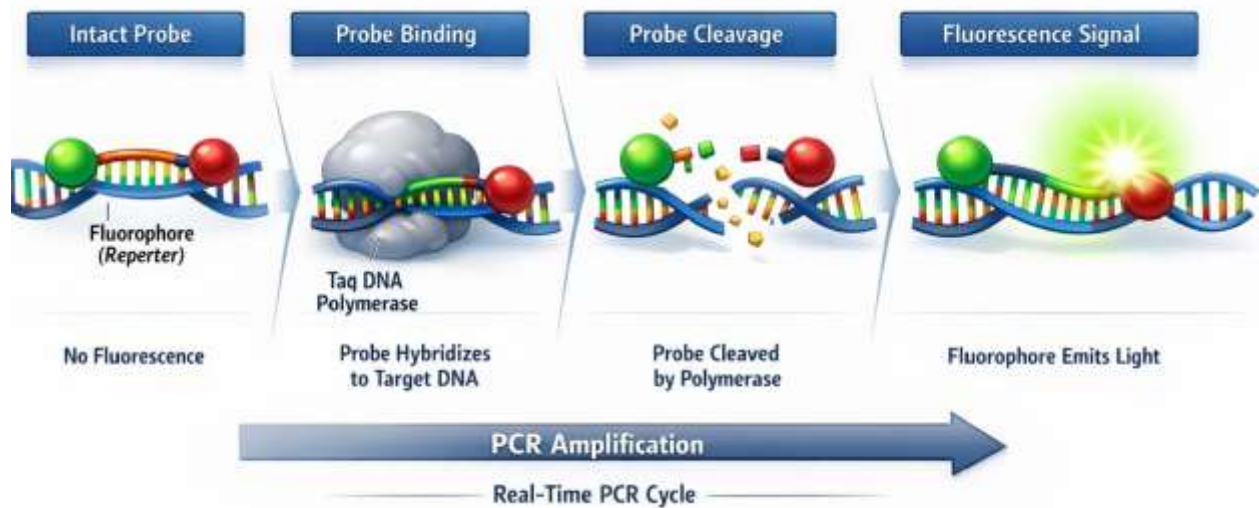 Intact Probe
Probe Binding
Probe Cleavage
Fluorescence Signal
Fluorophore
(Reporter)
Taq DNA
Polymerase
No Fluorescence
Probe Hybridizes
to Target DNA
Probe Cleaved
by Polymerase
Fluorophore Emits Light
PCR Amplification
Real-Time PCR Cycle